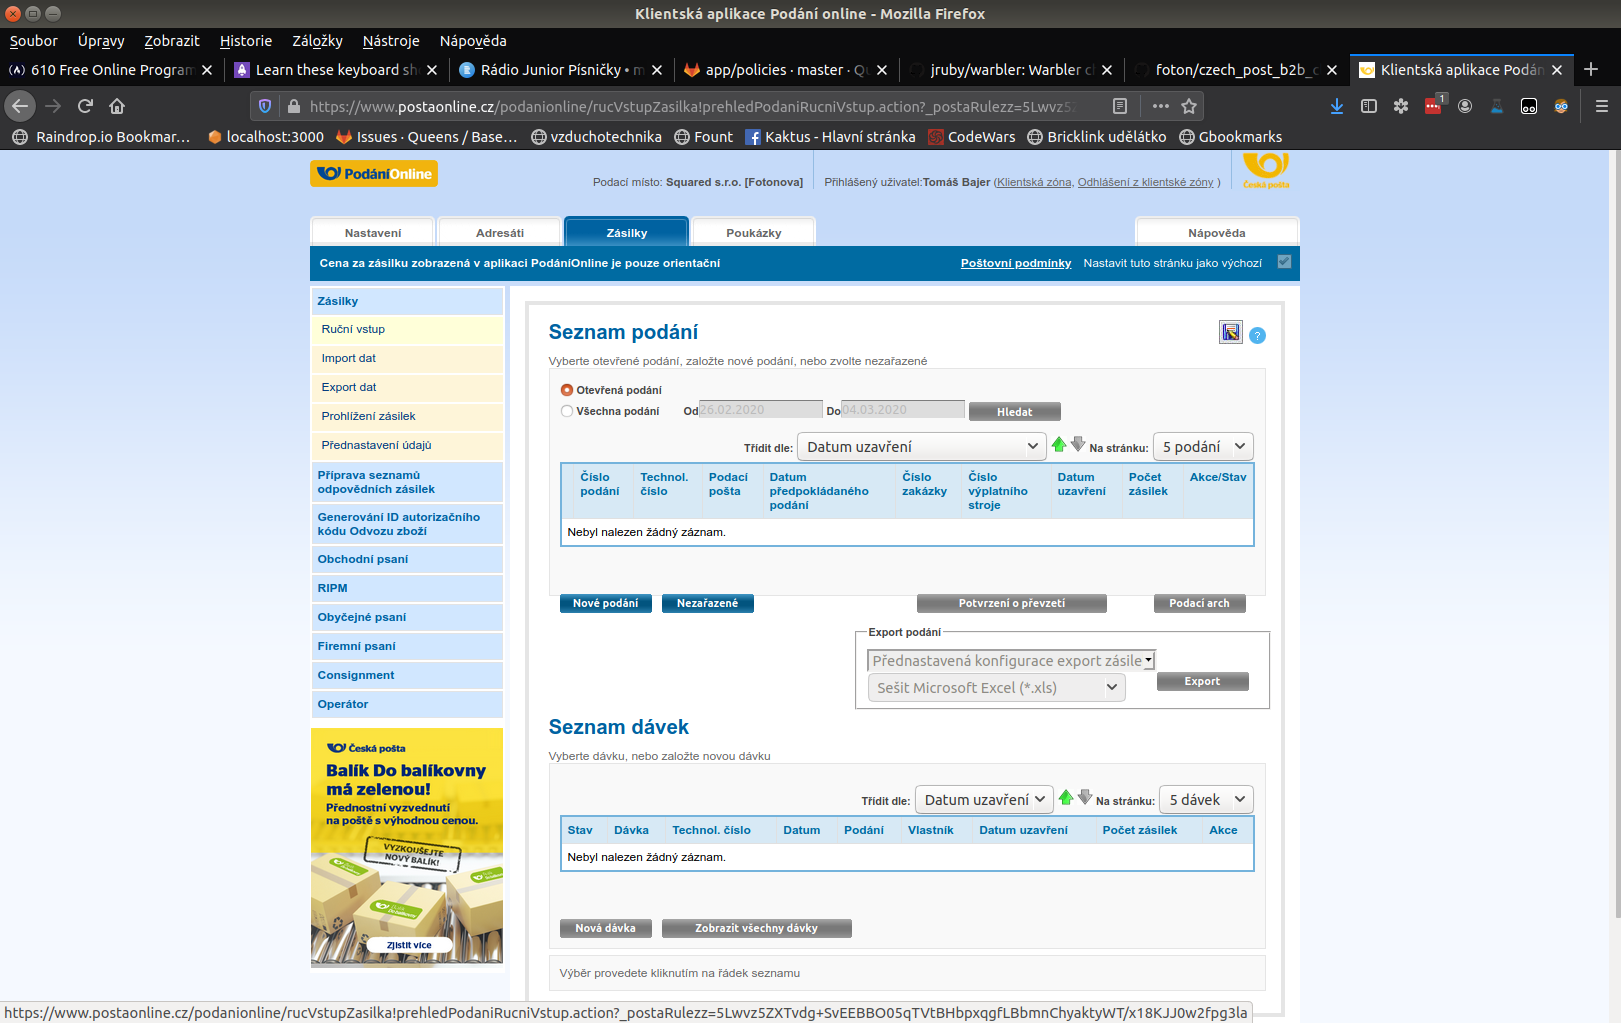 Klientská aplikace Podání online - Mozilla Firefox
Soubor Úpravy Zobrazit Historie Záložky Nástroje Nápověda
610 Free Online Program
Learn these keyboard sh
Rádio Junior Písničky • m
app/policies · master · Qu
jruby/warbler: Warbler c
foton/czech_post_b2b_c
Klientská aplikace Podán
https://www.postaonline.cz/podanionline/rucVstupZasilka!prehledPodaniRucniVstup.action?_postaRulezz=5Lwvz5Z
1
Raindrop.io Bookmar… localhost:3000 Issues · Queens / Base… vzduchotechnika Fount Kaktus - Hlavní stránka CodeWars Bricklink udělátko Gbookmarks
PodáníOnline
Podací místo: Squared s.r.o. [Fotonova]
Přihlášený uživatel:Tomáš Bajer (Klientská zóna, Odhlášení z klientské zóny )
Česká pošta
Nastavení Adresáti Zásilky Poukázky Nápověda
Cena za zásilku zobrazená v aplikaci PodáníOnline je pouze orientační
Poštovní podmínky Nastavit tuto stránku jako výchozí
Zásilky
Ruční vstup
Import dat
Export dat
Prohlížení zásilek
Přednastavení údajů
Příprava seznamů
odpovědních zásilek
Generování ID autorizačního
kódu Odvozu zboží
Obchodní psaní
RIPM
Obyčejné psaní
Firemní psaní
Consignment
Operátor
Česká pošta
Balík Do balíkovny
má zelenou!
Přednostní vyzvednutí
na poště s výhodnou cenou.
VYZKOUŠEJTE
NOVÝ BALÍK!
Zjistit více
Seznam podání
?
Vyberte otevřené podání, založte nové podání, nebo zvolte nezařazené
Otevřená podání
Všechna podání Od 26.02.2020 Do 04.03.2020 Hledat
Třídit dle: Datum uzavření Na stránku: 5 podání
Číslo podání Technol. číslo Podací pošta Datum předpokládaného podání Číslo zakázky Číslo výplatního stroje Datum uzavření Počet zásilek Akce/Stav
Nebyl nalezen žádný záznam.
Nové podání Nezařazené Potvrzení o převzetí Podací arch
Export podání
Přednastavená konfigurace export zásile
Sešit Microsoft Excel (*.xls)
Export
Seznam dávek
Vyberte dávku, nebo založte novou dávku
Třídit dle: Datum uzavření Na stránku: 5 dávek
Stav Dávka Technol. číslo Datum Podání Vlastník Datum uzavření Počet zásilek Akce
Nebyl nalezen žádný záznam.
Nová dávka Zobrazit všechny dávky
Výběr provedete kliknutím na řádek seznamu
https://www.postaonline.cz/podanionline/rucVstupZasilka!prehledPodaniRucniVstup.action?_postaRulezz=5Lwvz5ZXTvdg+SvEEBBO05qTVtBHbpxqgfLBbmnChyaktyWT/x18KJJ0w2fpg3la